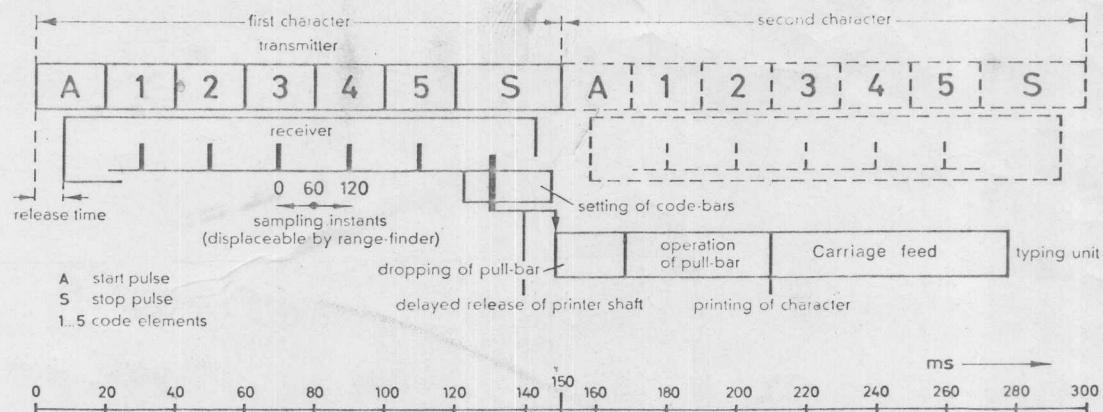 first character second character
transmitter
A 1 2 3 4 5 S A 1 2 3 4 5 S
receiver
0 60 120
release time
setting of code-bars
sampling instants
(displaceable by range-finder)
operation
of pull-bar
Carriage feed
typing unit
dropping of pull-bar
A start pulse
S stop pulse
1...5 code elements
delayed release of printer shaft
printing of character
ms
0 20 40 60 80 100 120 140 150 160 180 200 220 240 260 280 300